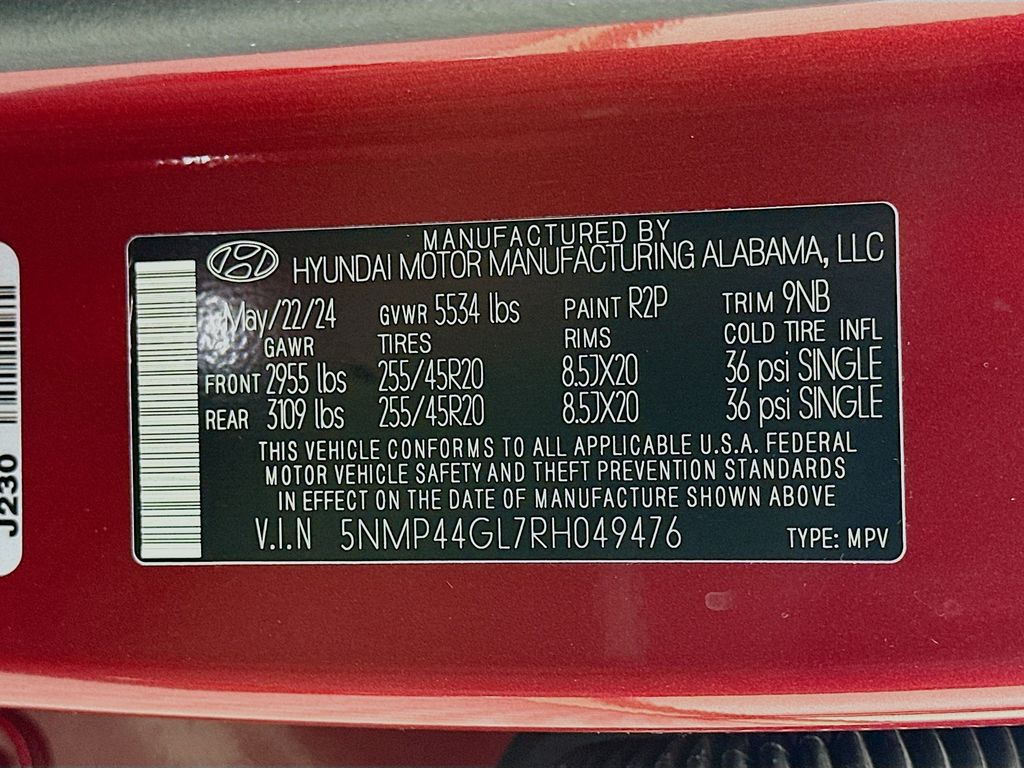 MANUFACTURED BY
HYUNDAI MOTOR MANUFACTURING ALABAMA, LLC
May/22/24 GVWR 5534 lbs PAINT R2P TRIM 9NB
GAWR TIRES RIMS COLD TIRE INFL
FRONT 2955 lbs 255/45R20 8.5JX20 36 psi SINGLE
REAR 3109 lbs 255/45R20 8.5JX20 36 psi SINGLE
THIS VEHICLE CONFORMS TO ALL APPLICABLE U.S.A. FEDERAL
MOTOR VEHICLE SAFETY AND THEFT PREVENTION STANDARDS
IN EFFECT ON THE DATE OF MANUFACTURE SHOWN ABOVE
V.I.N 5NMP44GL7RH049476 TYPE: MPV
J230